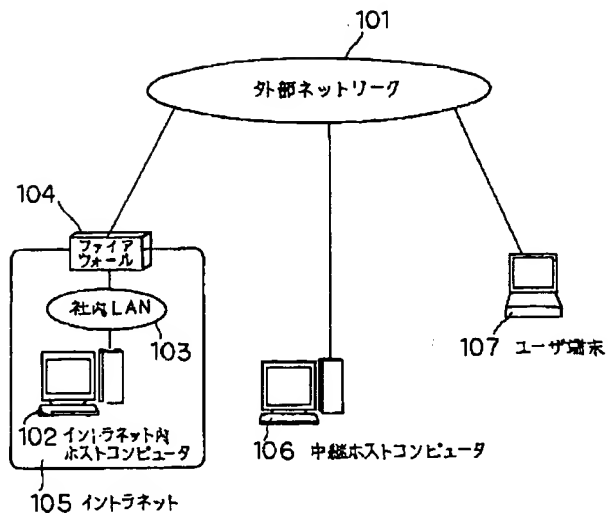 101
外部ネットワーク
104
ファイア
ウォール
社内LAN
103
107 ユーザ端末
102 イントラネット内
ホストコンピュータ
106 中継ホストコンピュータ
105 イントラネット